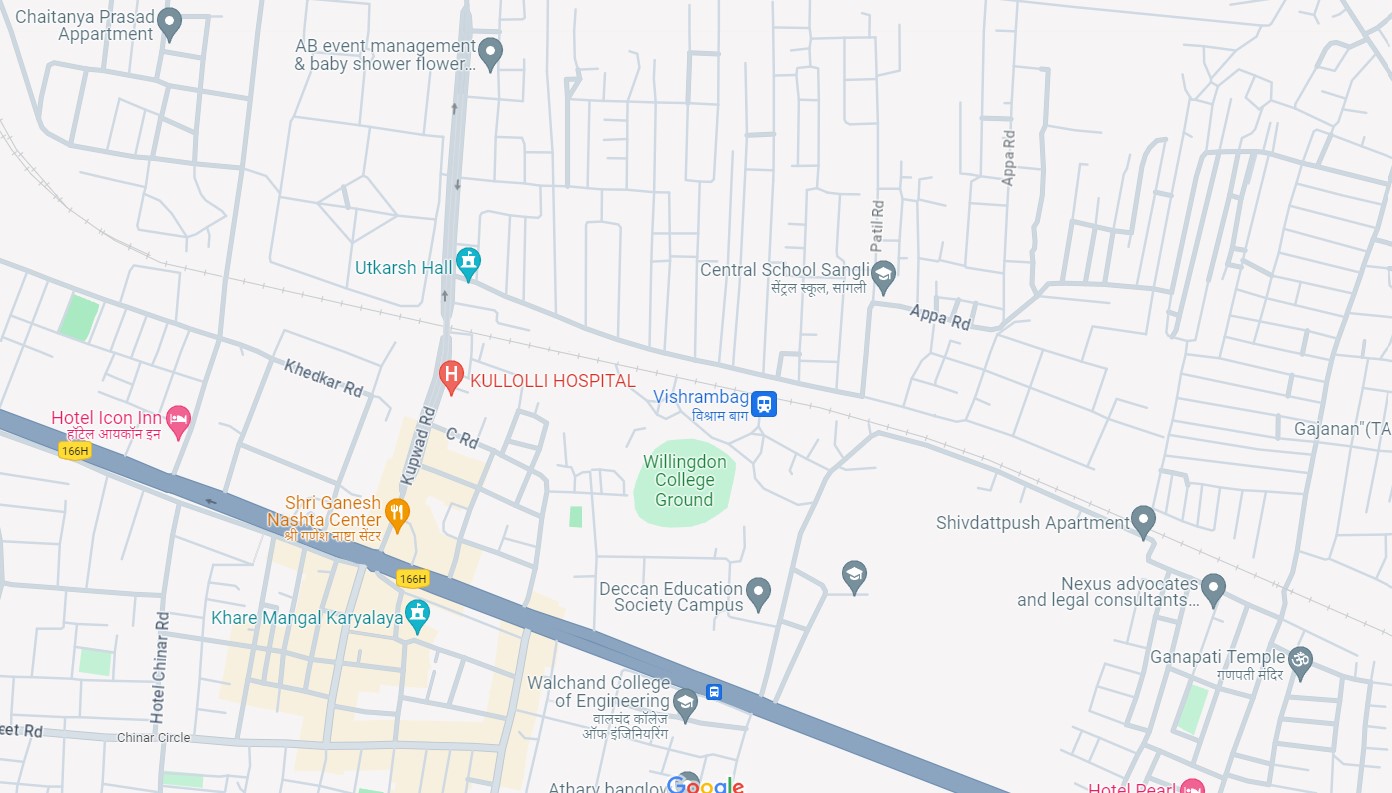 Chaitanya Prasad
Appartment
AB event management
& baby shower flower...
Appa Rd
Patil Rd
Utkarsh Hall
Central School Sangli
सेंट्रल स्कूल, सांगली
Appa Rd
Khedkar Rd
KULLOLLI HOSPITAL
Vishrambag
विश्राम बाग
Hotel Icon Inn
हॉटेल आयकॉन इन
166H
Kupwad Rd
C Rd
Gajanan"(TA
Willingdon
College
Ground
Shri Ganesh
Nashta Center
श्री गणेश नाष्टा सेंटर
Shivdattpush Apartment
166H
Deccan Education
Society Campus
Nexus advocates
and legal consultants...
Khare Mangal Karyalaya
Hotel Chinar Rd
Ganapati Temple
गणपती मंदिर
Walchand College
of Engineering
वालचंद कॉलेज
ऑफ इंजिनियरिंग
eet Rd
Chinar Circle
Atharv banglow
Google
Hotel Pearl